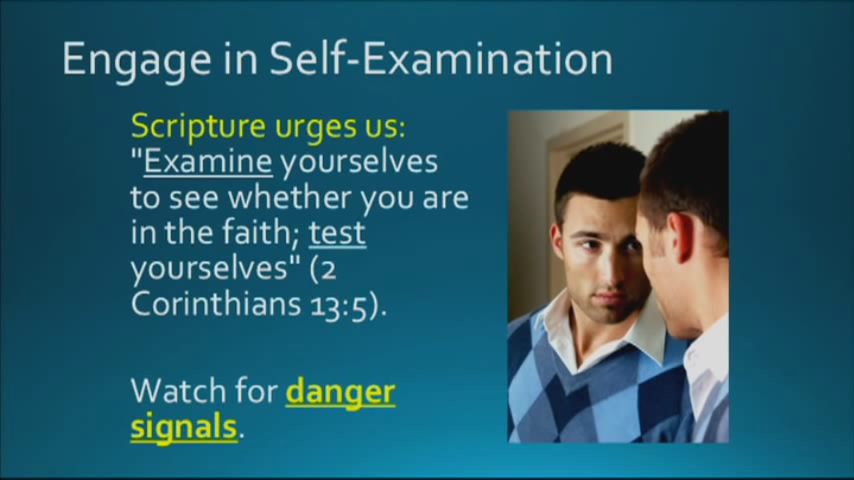 Engage in Self-Examination
Scripture urges us:
"Examine yourselves
to see whether you are
in the faith; test
yourselves" (2
Corinthians 13:5).
Watch for danger
signals.